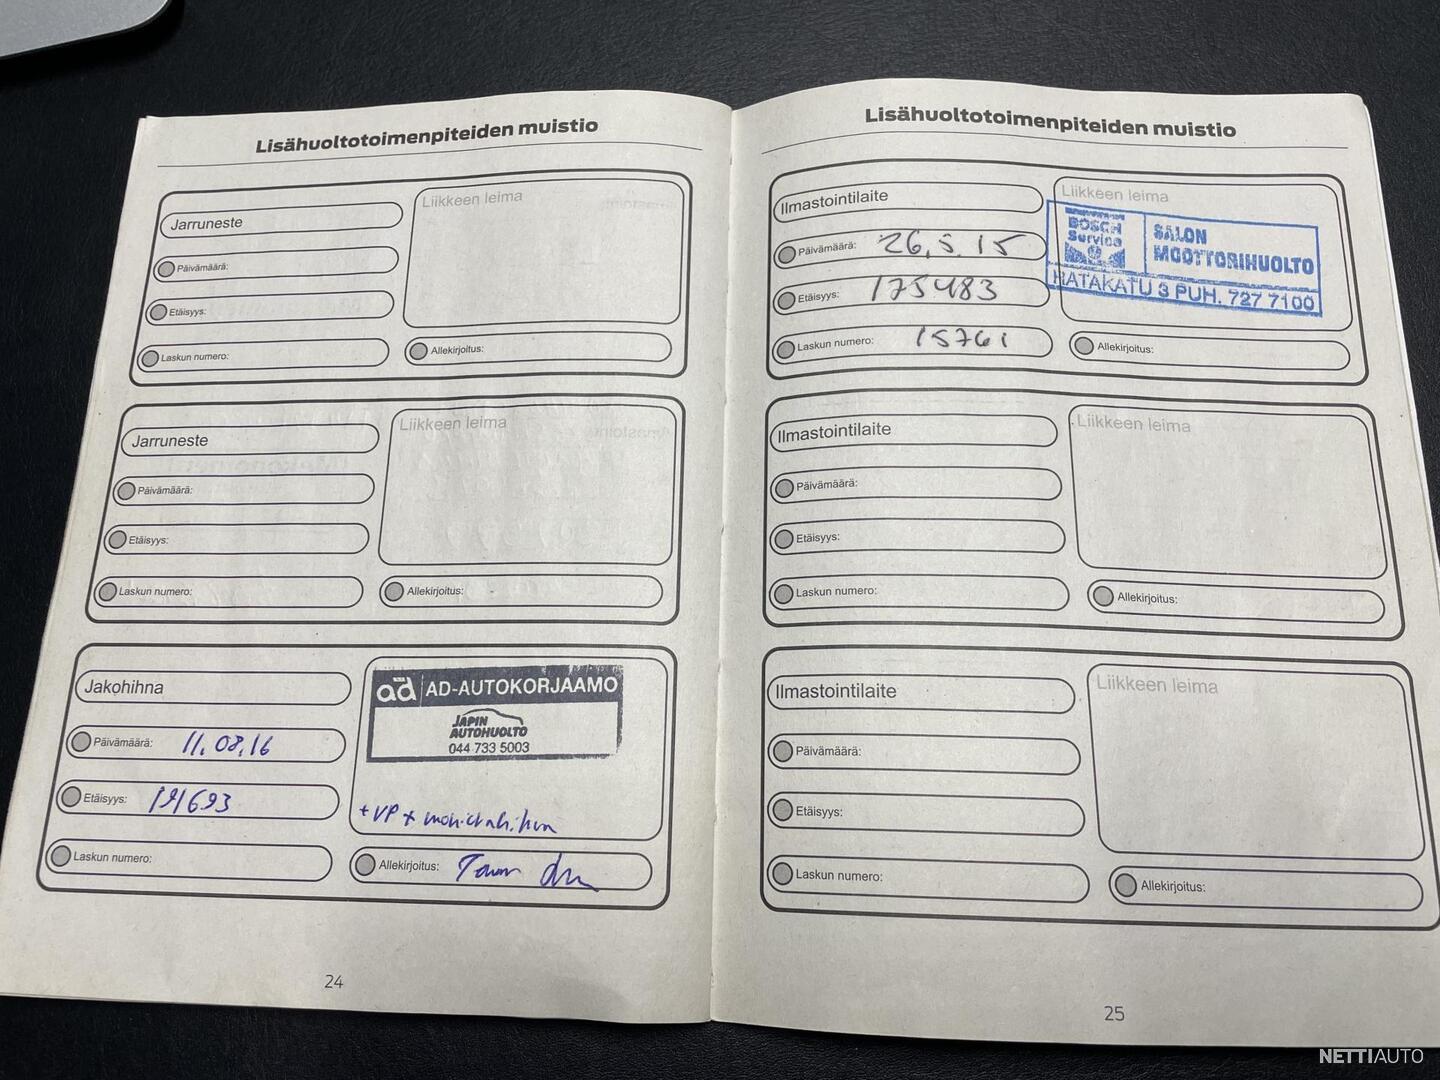 Lisähuoltotoimenpiteiden muistio
Jarruneste
Liikkeen leima
Päivämäärä:
Etäisyys:
Laskun numero:
Allekirjoitus:
Jarruneste
Liikkeen leima
Päivämäärä:
Etäisyys:
Laskun numero:
Allekirjoitus:
Jakohihna
ad AD-AUTOKORJAAMO
JAPIN
AUTOHUOLTO
044 733 5003
Päivämäärä: 11.08.16
Etäisyys: 191693
+ VP +
Laskun numero:
Allekirjoitus:
24
Lisähuoltotoimenpiteiden muistio
Ilmastointilaite
Liikkeen leima
BOSCH
Service
SALON
MOOTTORIHUOLTO
HATAKATU 3 PUH. 727 7100
Päivämäärä: 26.5.15
Etäisyys: 175483
Laskun numero: 15761
Allekirjoitus:
Ilmastointilaite
Liikkeen leima
Päivämäärä:
Etäisyys:
Laskun numero:
Allekirjoitus:
Ilmastointilaite
Liikkeen leima
Päivämäärä:
Etäisyys:
Laskun numero:
Allekirjoitus:
25
NETTIAUTO